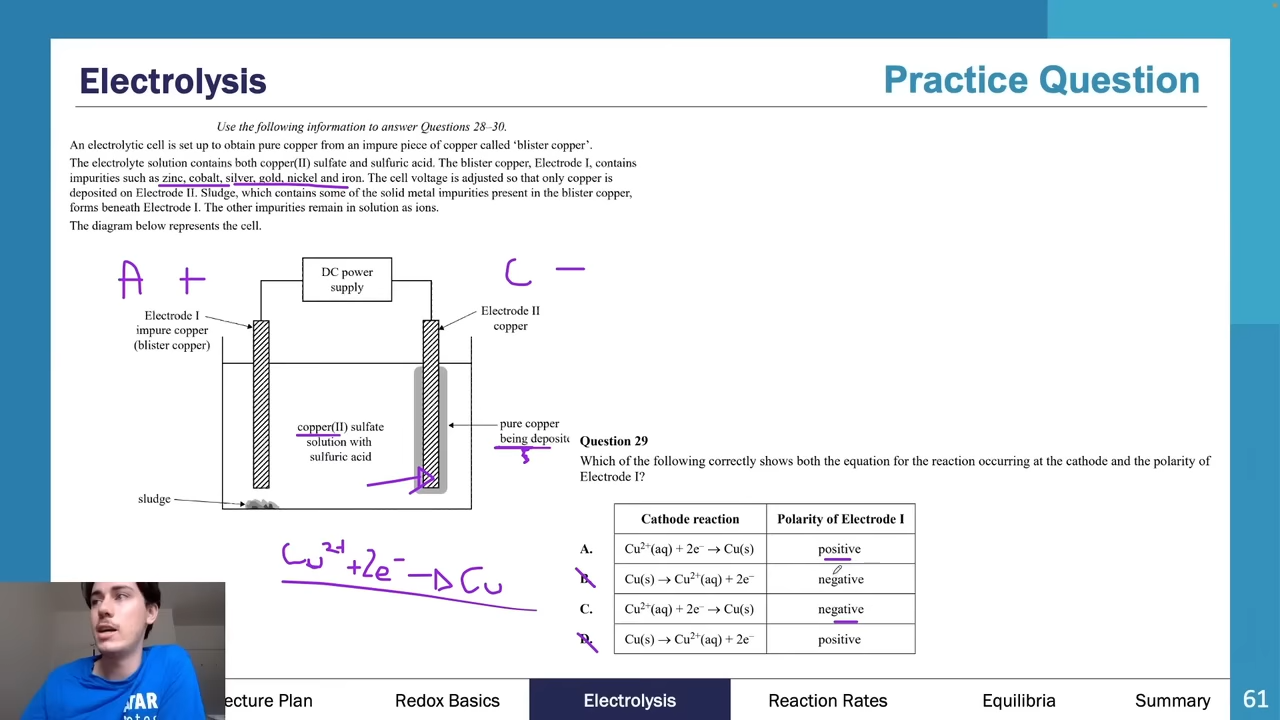 Electrolysis
Practice Question
Use the following information to answer Questions 28–30.
An electrolytic cell is set up to obtain pure copper from an impure piece of copper called ‘blister copper’.
The electrolyte solution contains both copper(II) sulfate and sulfuric acid. The blister copper, Electrode I, contains
impurities such as zinc, cobalt, silver, gold, nickel and iron. The cell voltage is adjusted so that only copper is
deposited on Electrode II. Sludge, which contains some of the solid metal impurities present in the blister copper,
forms beneath Electrode I. The other impurities remain in solution as ions.
The diagram below represents the cell.
A +
DC power
supply
C −
Electrode I
impure copper
(blister copper)
Electrode II
copper
copper(II) sulfate
solution with
sulfuric acid
pure copper
being deposite
sludge
Cu²⁺ + 2e⁻ → Cu
Question 29
Which of the following correctly shows both the equation for the reaction occurring at the cathode and the polarity of
Electrode I?
Cathode reaction Polarity of Electrode I
A. Cu²⁺(aq) + 2e⁻ → Cu(s) positive
B. Cu(s) → Cu²⁺(aq) + 2e⁻ negative
C. Cu²⁺(aq) + 2e⁻ → Cu(s) negative
D. Cu(s) → Cu²⁺(aq) + 2e⁻ positive
ecture Plan Redox Basics Electrolysis Reaction Rates Equilibria Summary 61